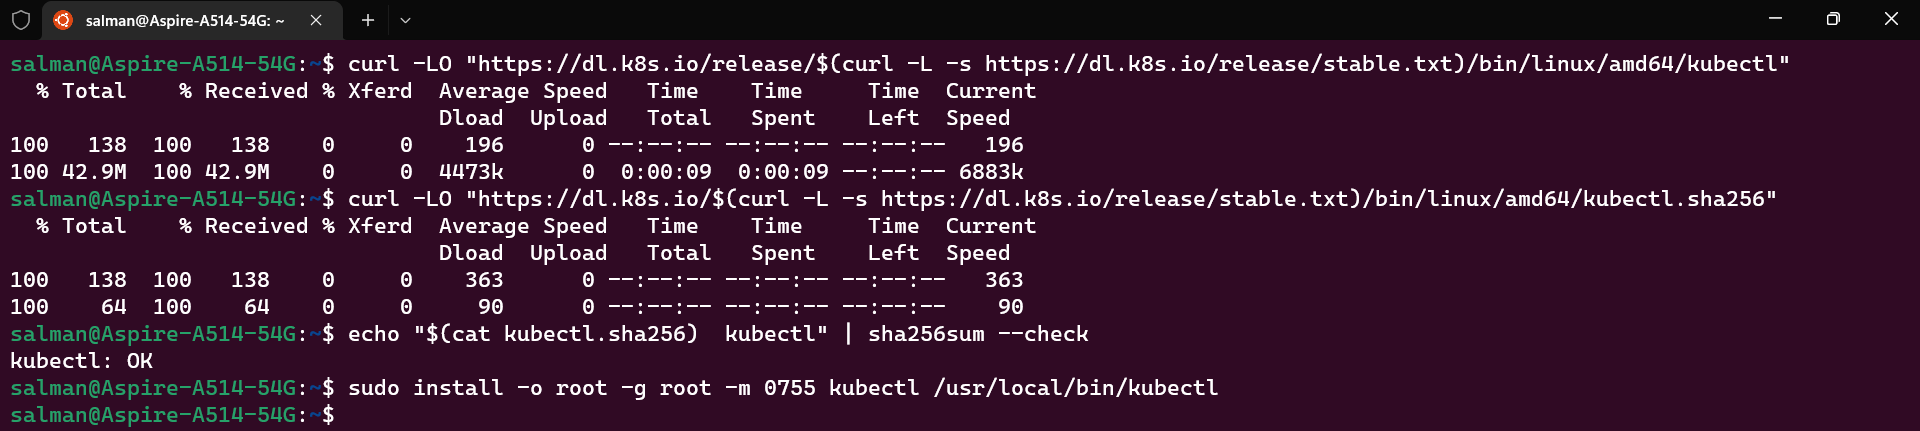 salman@Aspire-A514-54G: ~
salman@Aspire-A514-54G:~$ curl -LO "https://dl.k8s.io/release/$(curl -L -s https://dl.k8s.io/release/stable.txt)/bin/linux/amd64/kubectl"
  % Total    % Received % Xferd  Average Speed   Time    Time     Time  Current
                                 Dload  Upload   Total   Spent    Left  Speed
100   138  100   138    0     0    196      0 --:--:-- --:--:-- --:--:--   196
100 42.9M  100 42.9M    0     0  4473k      0  0:00:09  0:00:09 --:--:-- 6883k
salman@Aspire-A514-54G:~$ curl -LO "https://dl.k8s.io/$(curl -L -s https://dl.k8s.io/release/stable.txt)/bin/linux/amd64/kubectl.sha256"
  % Total    % Received % Xferd  Average Speed   Time    Time     Time  Current
                                 Dload  Upload   Total   Spent    Left  Speed
100   138  100   138    0     0    363      0 --:--:-- --:--:-- --:--:--   363
100    64  100    64    0     0     90      0 --:--:-- --:--:-- --:--:--    90
salman@Aspire-A514-54G:~$ echo "$(cat kubectl.sha256)  kubectl" | sha256sum --check
kubectl: OK
salman@Aspire-A514-54G:~$ sudo install -o root -g root -m 0755 kubectl /usr/local/bin/kubectl
salman@Aspire-A514-54G:~$